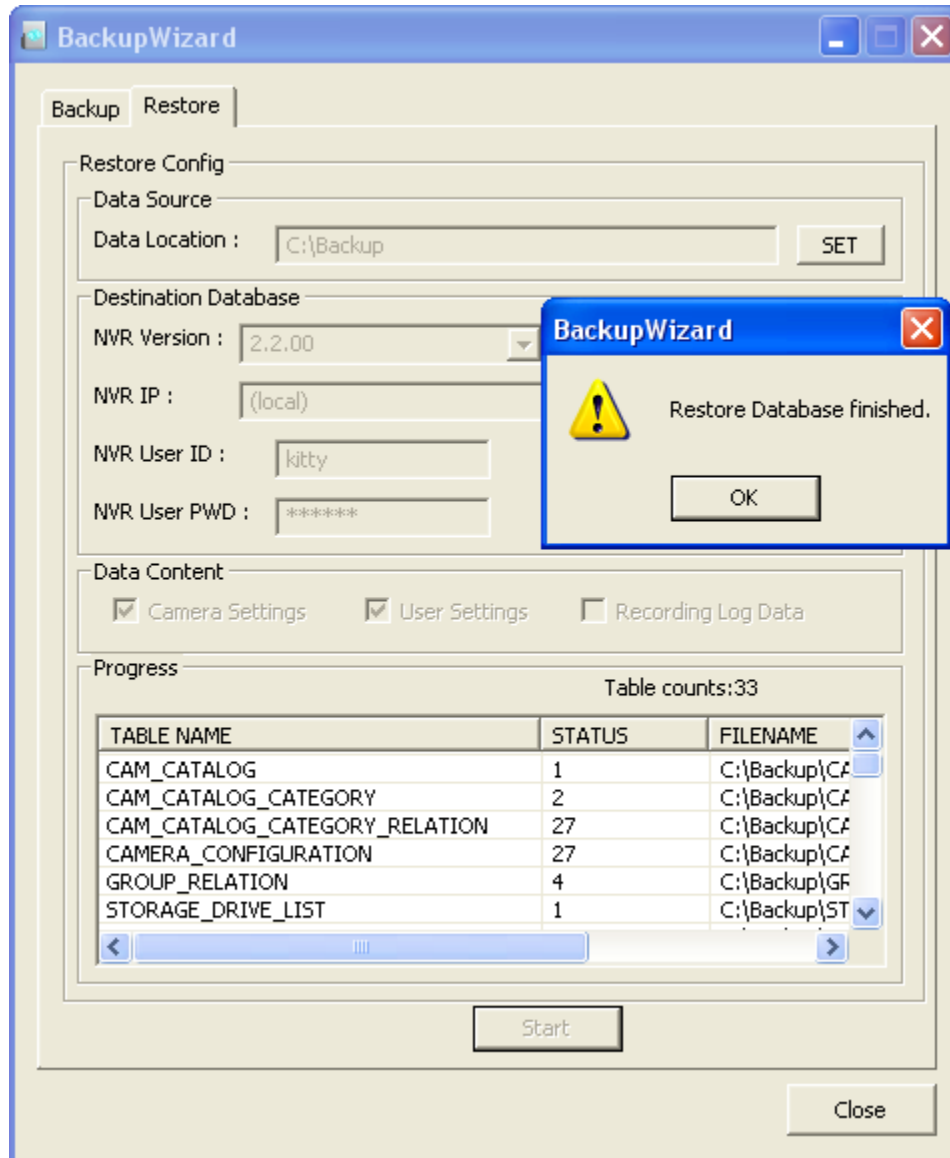 BackupWizard
Backup Restore
Restore Config
Data Source
Data Location : C:\Backup SET
Destination Database
NVR Version : 2.2.00
NVR IP : (local)
NVR User ID : kitty
NVR User PWD : ******
BackupWizard
Restore Database finished.
OK
Data Content
Camera Settings User Settings Recording Log Data
Progress
Table counts:33
TABLE NAME STATUS FILENAME
CAM_CATALOG 1 C:\Backup\CA
CAM_CATALOG_CATEGORY 2 C:\Backup\CA
CAM_CATALOG_CATEGORY_RELATION 27 C:\Backup\CA
CAMERA_CONFIGURATION 27 C:\Backup\CA
GROUP_RELATION 4 C:\Backup\GR
STORAGE_DRIVE_LIST 1 C:\Backup\ST
Start
Close